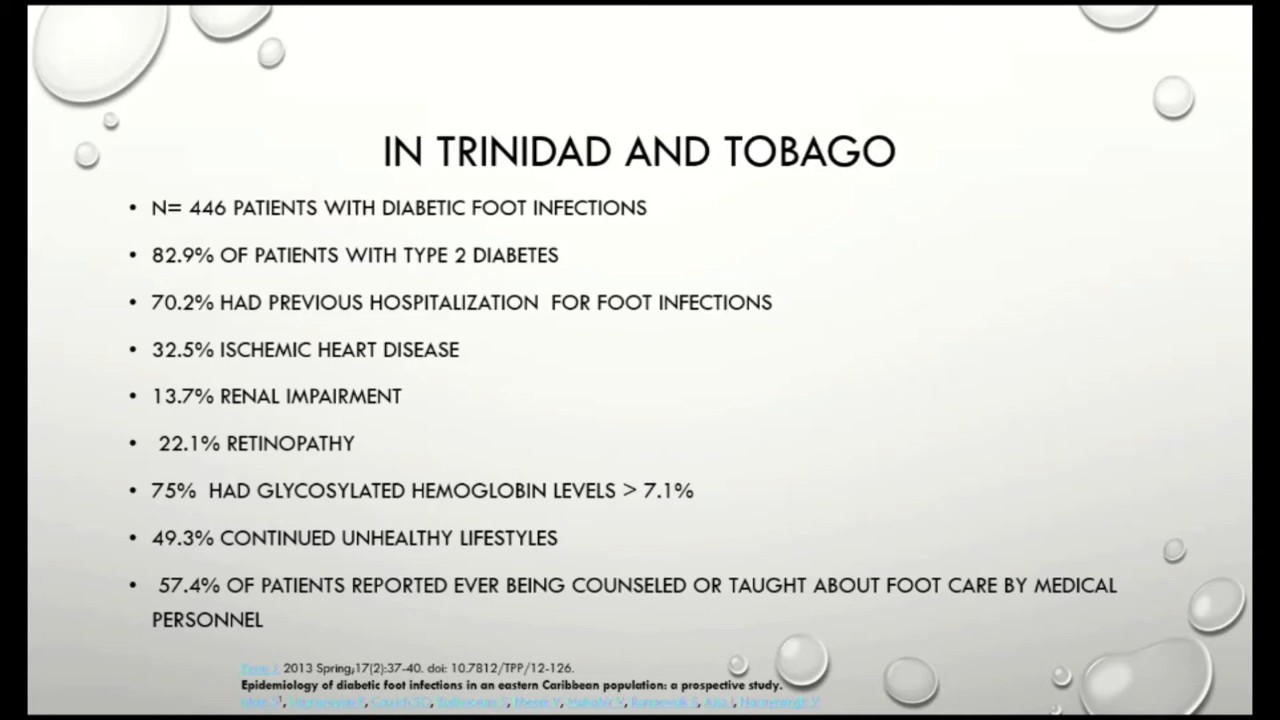 IN TRINIDAD AND TOBAGO
• N= 446 PATIENTS WITH DIABETIC FOOT INFECTIONS
• 82.9% OF PATIENTS WITH TYPE 2 DIABETES
• 70.2% HAD PREVIOUS HOSPITALIZATION  FOR FOOT INFECTIONS
• 32.5% ISCHEMIC HEART DISEASE
• 13.7% RENAL IMPAIRMENT
• 22.1% RETINOPATHY
• 75%  HAD GLYCOSYLATED HEMOGLOBIN LEVELS > 7.1%
• 49.3% CONTINUED UNHEALTHY LIFESTYLES
• 57.4% OF PATIENTS REPORTED EVER BEING COUNSELED OR TAUGHT ABOUT FOOT CARE BY MEDICAL
PERSONNEL
2013 Spring;17(2):37-40. doi: 10.7812/TPP/12-126.
Epidemiology of diabetic foot infections in an eastern Caribbean population: a prospective study.